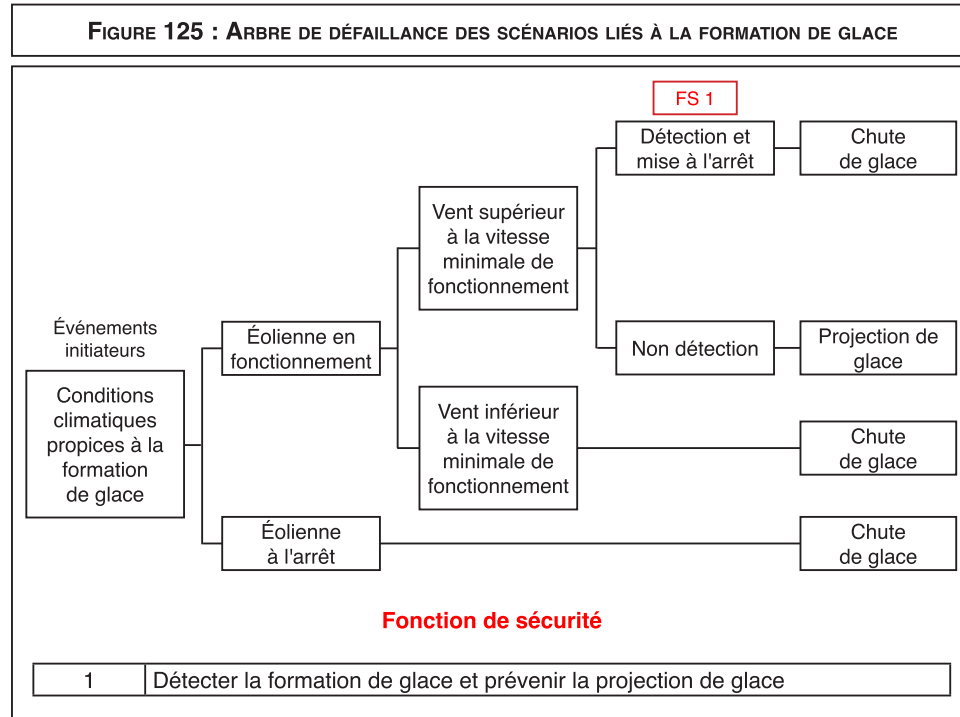 FIGURE 125 : ARBRE DE DÉFAILLANCE DES SCÉNARIOS LIÉS À LA FORMATION DE GLACE
FS 1
Détection et
mise à l'arrêt
Chute
de glace
Vent supérieur
à la vitesse
minimale de
fonctionnement
Événements
initiateurs
Éolienne en
fonctionnement
Non détection
Projection de
glace
Conditions
climatiques
propices à la
formation
de glace
Vent inférieur
à la vitesse
minimale de
fonctionnement
Chute
de glace
Éolienne
à l'arrêt
Chute
de glace
Fonction de sécurité
1 Détecter la formation de glace et prévenir la projection de glace